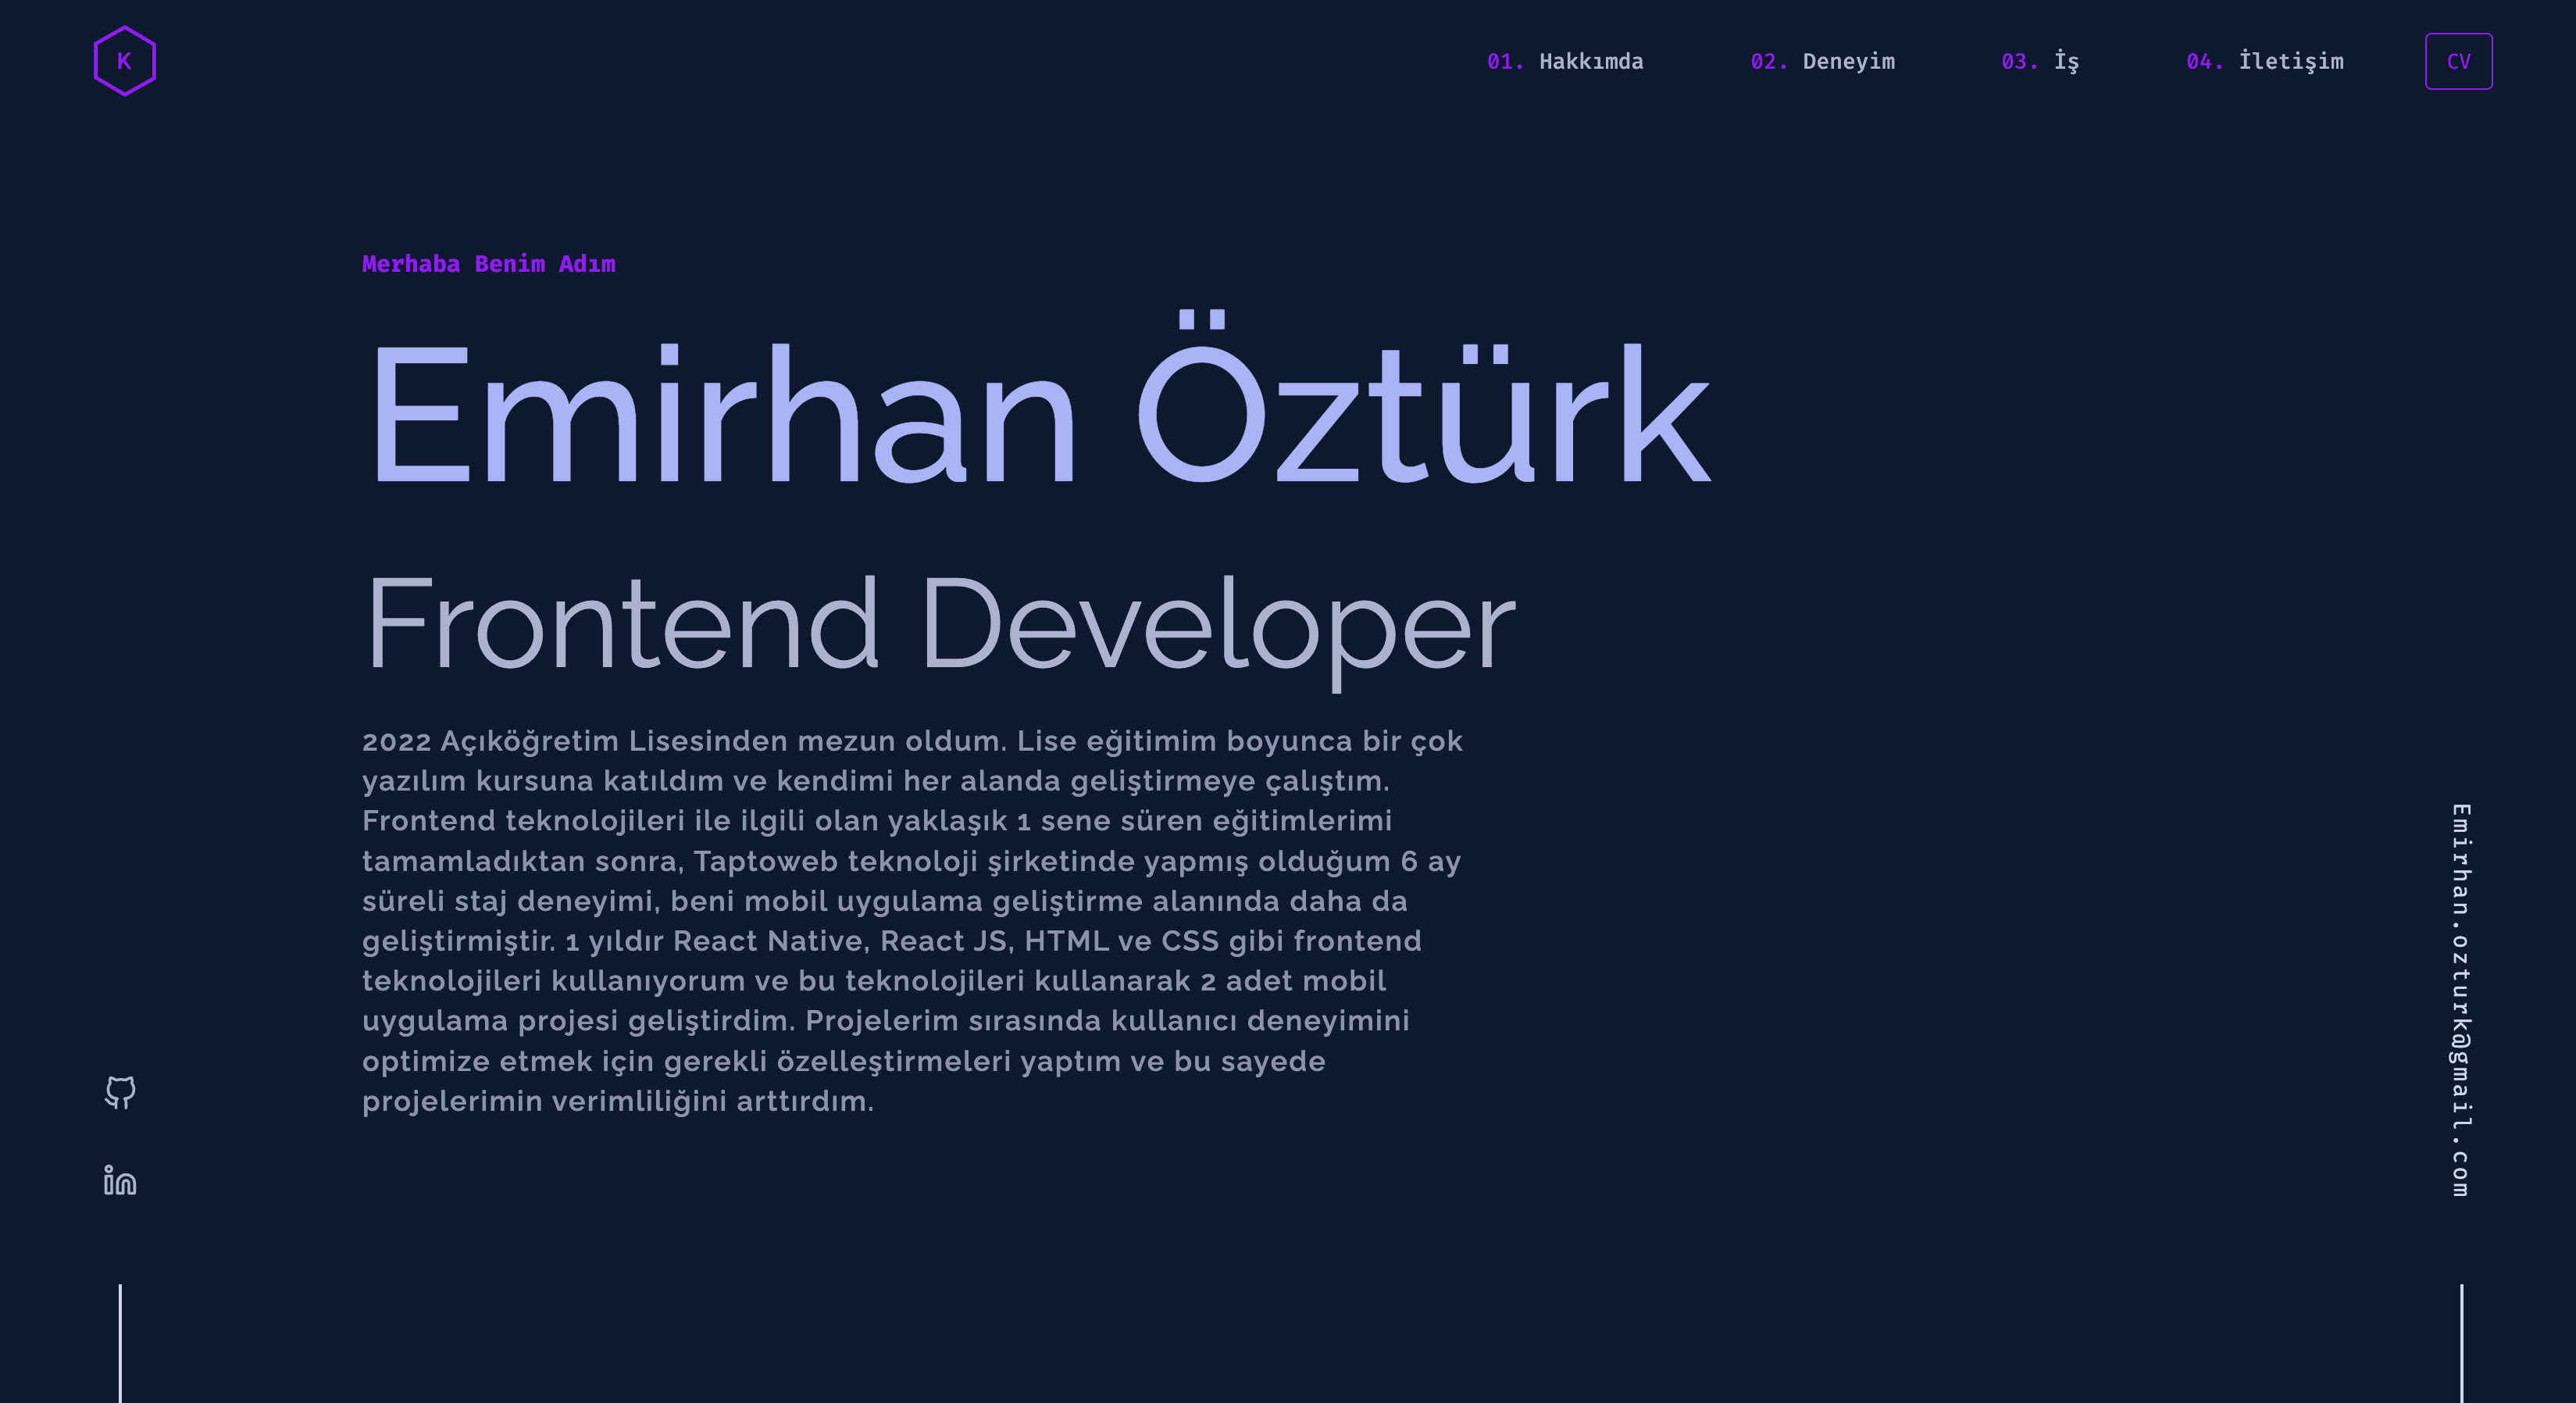 K
01. Hakkımda
02. Deneyim
03. İş
04. İletişim
CV
Merhaba Benim Adım
Emirhan Öztürk
Frontend Developer
2022 Açıköğretim Lisesinden mezun oldum. Lise eğitimim boyunca bir çok
yazılım kursuna katıldım ve kendimi her alanda geliştirmeye çalıştım.
Frontend teknolojileri ile ilgili olan yaklaşık 1 sene süren eğitimlerimi
tamamladıktan sonra, Taptoweb teknoloji şirketinde yapmış olduğum 6 ay
süreli staj deneyimi, beni mobil uygulama geliştirme alanında daha da
geliştirmiştir. 1 yıldır React Native, React JS, HTML ve CSS gibi frontend
teknolojileri kullanıyorum ve bu teknolojileri kullanarak 2 adet mobil
uygulama projesi geliştirdim. Projelerim sırasında kullanıcı deneyimini
optimize etmek için gerekli özelleştirmeleri yaptım ve bu sayede
projelerimin verimliliğini arttırdım.
Emirhan.ozturk@gmail.com